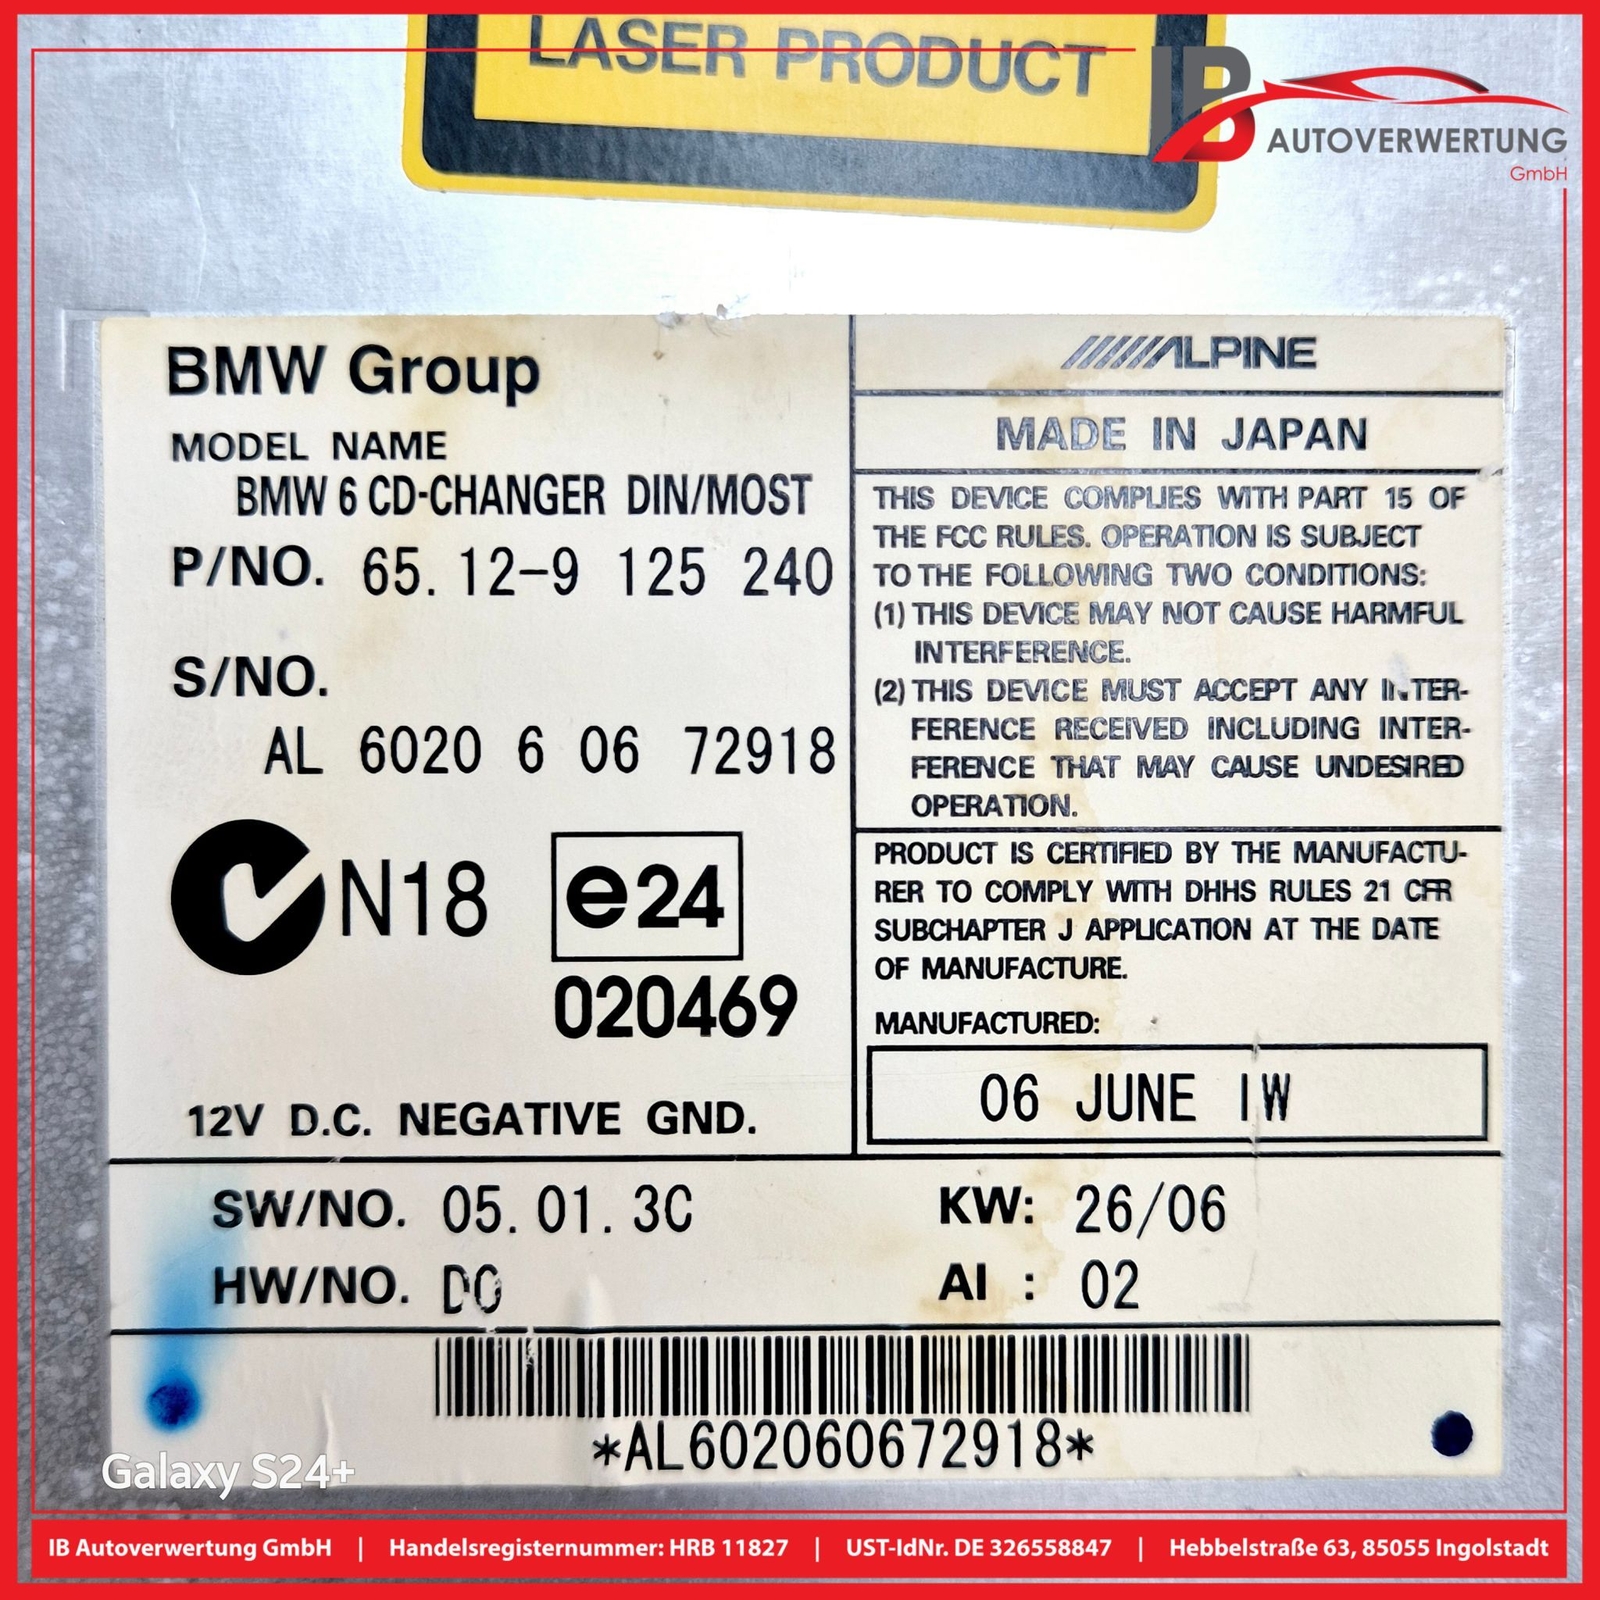 LASER PRODUCT
IB
AUTOVERWERTUNG
GmbH
BMW Group
MODEL NAME
BMW 6 CD-CHANGER DIN/MOST
P/NO. 65. 12-9 125 240
S/NO.
AL 6020 6 06 72918
N18
e24
020469
12V D.C. NEGATIVE GND.
ALPINE
MADE IN JAPAN
THIS DEVICE COMPLIES WITH PART 15 OF
THE FCC RULES. OPERATION IS SUBJECT
TO THE FOLLOWING TWO CONDITIONS:
(1) THIS DEVICE MAY NOT CAUSE HARMFUL
INTERFERENCE.
(2) THIS DEVICE MUST ACCEPT ANY INTER-
FERENCE RECEIVED INCLUDING INTER-
FERENCE THAT MAY CAUSE UNDESIRED
OPERATION.
PRODUCT IS CERTIFIED BY THE MANUFACTU-
RER TO COMPLY WITH DHHS RULES 21 CFR
SUBCHAPTER J APPLICATION AT THE DATE
OF MANUFACTURE.
MANUFACTURED:
06 JUNE IW
SW/NO. 05. 01. 3C
KW: 26/06
HW/NO.
AI : 02
*AL602060672918*
Galaxy S24+
IB Autoverwertung GmbH | Handelsregisternummer: HRB 11827 | UST-IdNr. DE 326558847 | Hebbelstraße 63, 85055 Ingolstadt